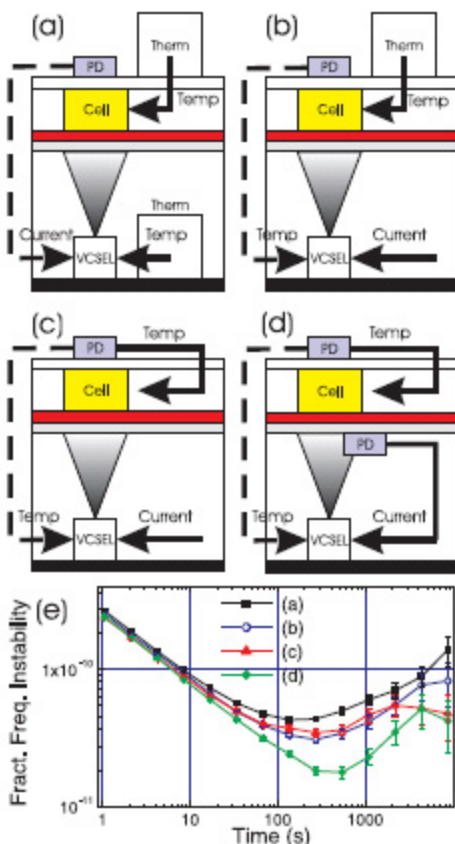 (a)
(b)
Therm
Therm
PD
PD
Temp
Temp
Cell
Cell
Therm
Current
Temp
Temp
Current
VCSEL
VCSEL
(c)
(d)
PD
Temp
PD
Temp
Cell
Cell
PD
Temp
Current
Temp
Current
VCSEL
VCSEL
(e)
(a)
(b)
(c)
(d)
Fract. Freq. Instability
1x10⁻¹⁰
10⁻¹¹
1
10
100
1000
Time (s)